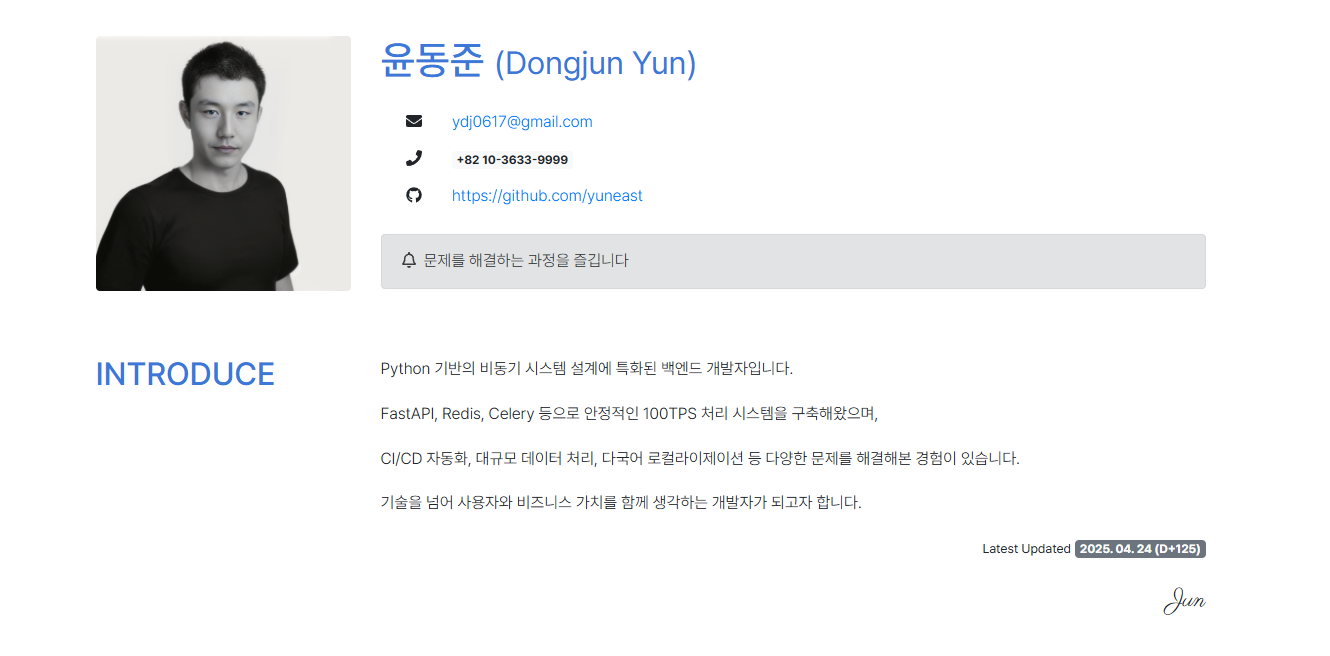 윤동준 (Dongjun Yun)
ydj0617@gmail.com
+82 10-3633-9999
https://github.com/yuneast
문제를 해결하는 과정을 즐깁니다
INTRODUCE
Python 기반의 비동기 시스템 설계에 특화된 백엔드 개발자입니다.
FastAPI, Redis, Celery 등으로 안정적인 100TPS 처리 시스템을 구축해왔으며,
CI/CD 자동화, 대규모 데이터 처리, 다국어 로컬라이제이션 등 다양한 문제를 해결해본 경험이 있습니다.
기술을 넘어 사용자와 비즈니스 가치를 함께 생각하는 개발자가 되고자 합니다.
Latest Updated 2025. 04. 24 (D+125)
Jun